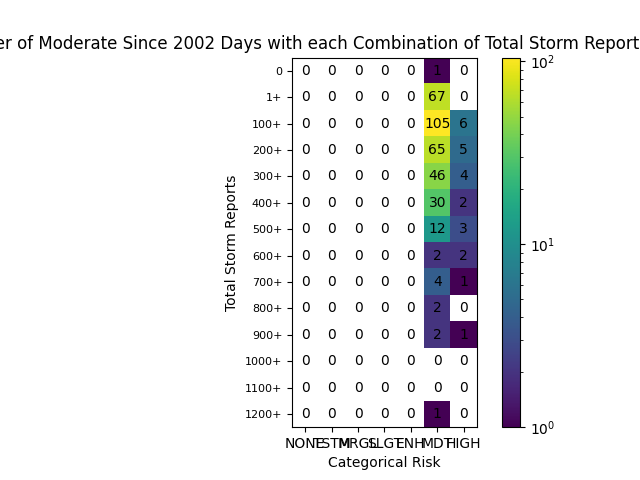 er of Moderate Since 2002 Days with each Combination of Total Storm Report
0 0 0 0 0 0 1 0
1+ 0 0 0 0 0 67 0
100+ 0 0 0 0 0 105 6
200+ 0 0 0 0 0 65 5
300+ 0 0 0 0 0 46 4
400+ 0 0 0 0 0 30 2
500+ 0 0 0 0 0 12 3
600+ 0 0 0 0 0 2 2
700+ 0 0 0 0 0 4 1
800+ 0 0 0 0 0 2 0
900+ 0 0 0 0 0 2 1
1000+ 0 0 0 0 0 0 0
1100+ 0 0 0 0 0 0 0
1200+ 0 0 0 0 0 1 0
NONE TSTM MRGL SLGT ENH MDT HIGH
Categorical Risk
Total Storm Reports
10²
10¹
10⁰